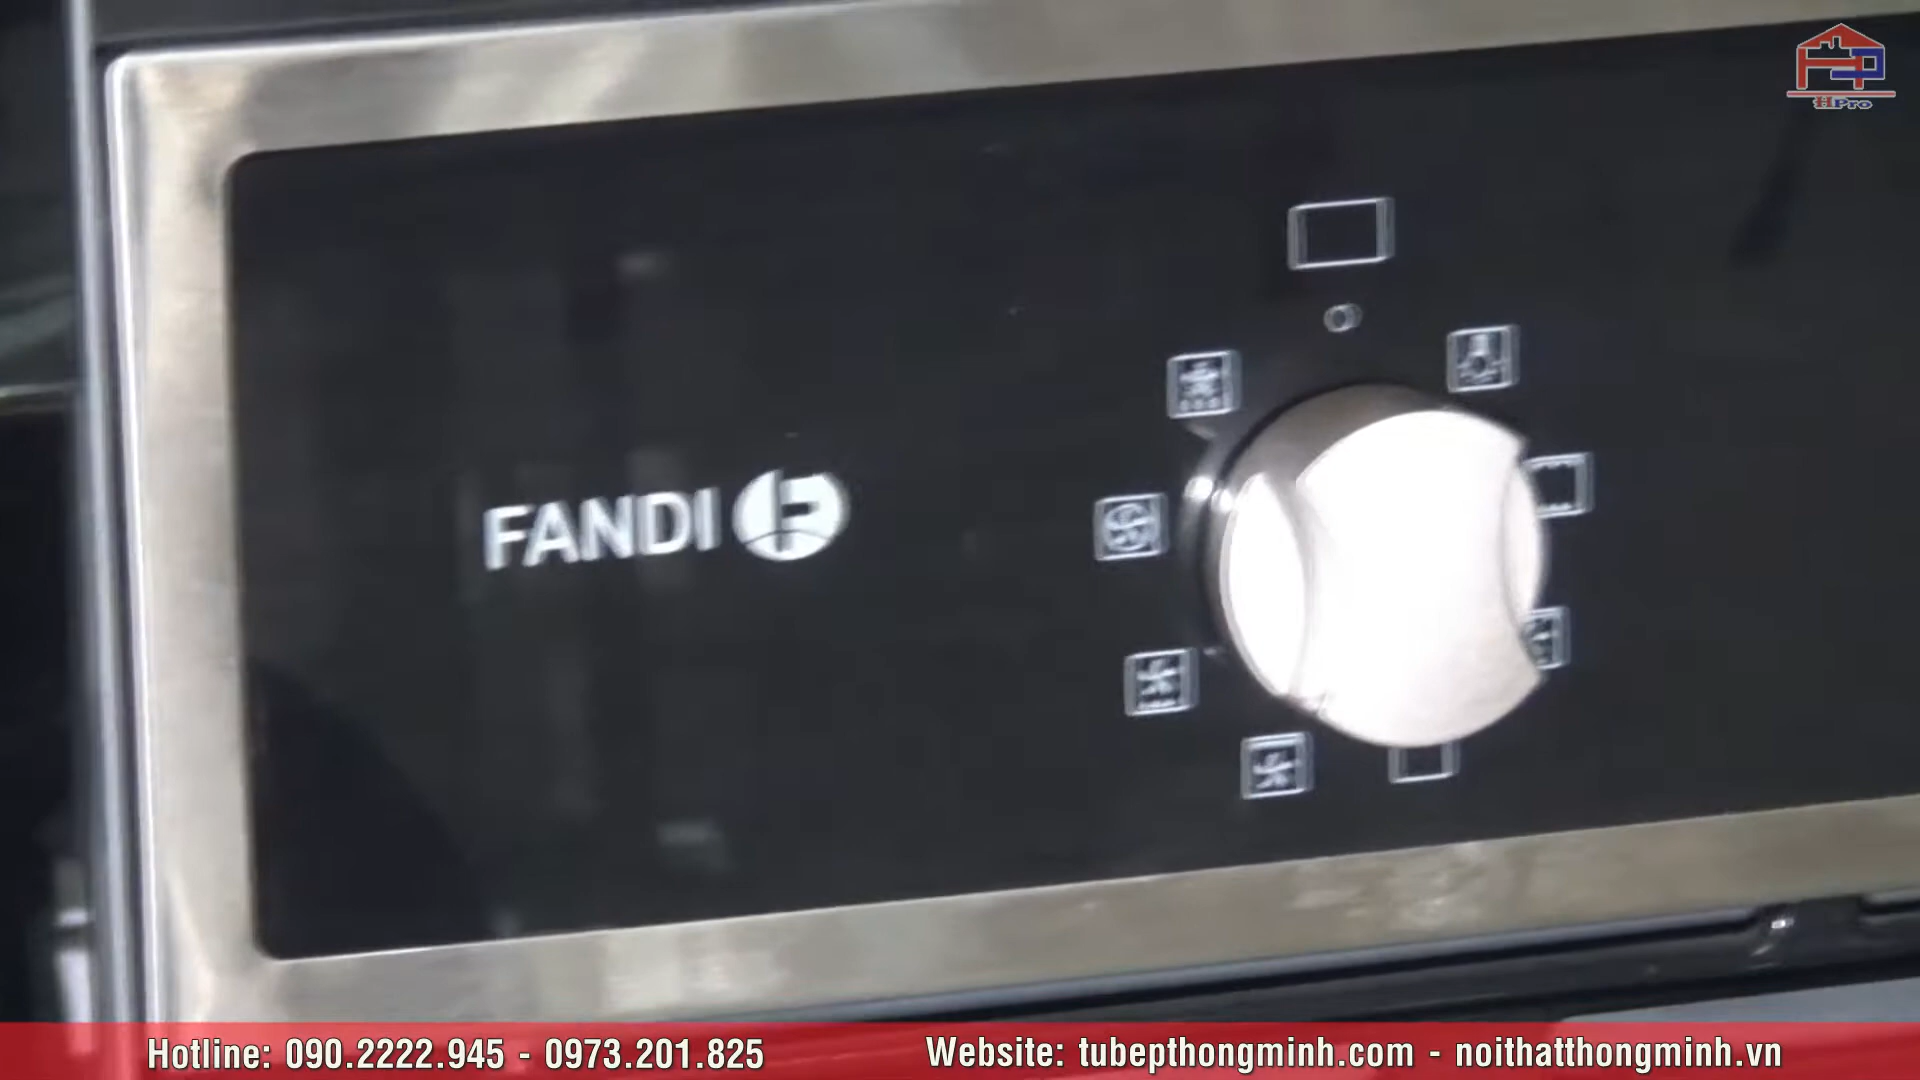 HPro
FANDI
Hotline: 090.2222.945 - 0973.201.825
Website: tubepthongminh.com - noithatthongminh.vn